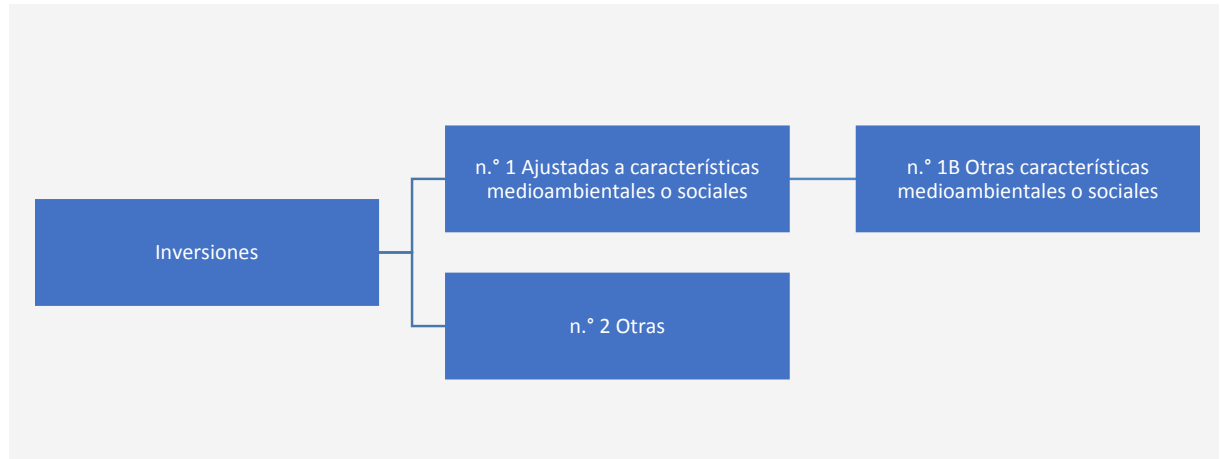 Inversiones
n.° 1 Ajustadas a características
medioambientales o sociales
n.° 1B Otras características
medioambientales o sociales
n.° 2 Otras